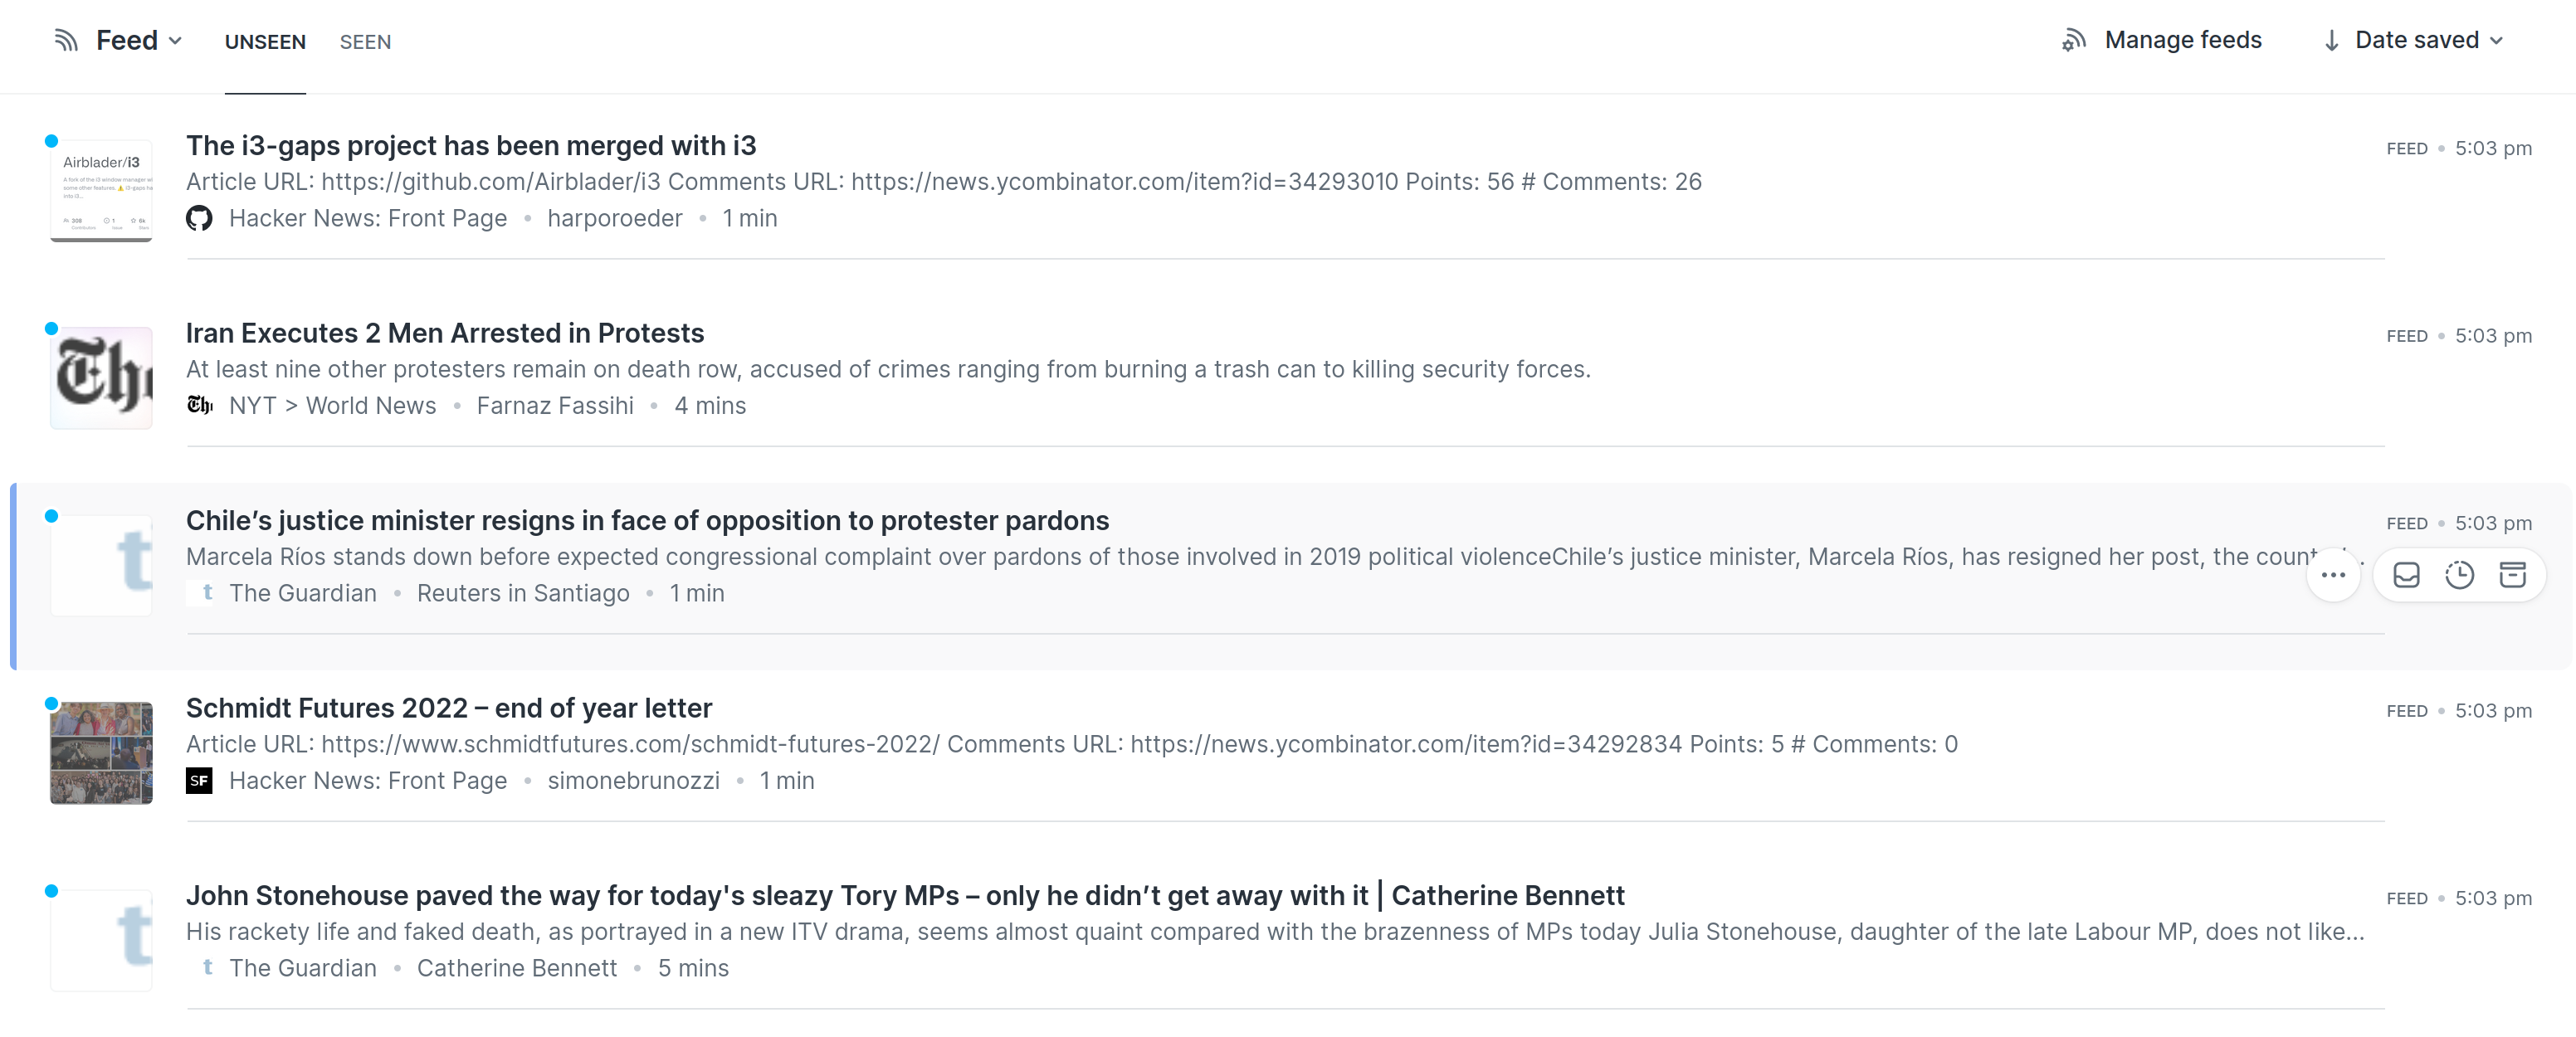 Feed UNSEEN SEEN Manage feeds Date saved
The i3-gaps project has been merged with i3 FEED • 5:03 pm
Airblader/i3
Article URL: https://github.com/Airblader/i3 Comments URL: https://news.ycombinator.com/item?id=34293010 Points: 56 # Comments: 26
Hacker News: Front Page • harporoeder • 1 min
Iran Executes 2 Men Arrested in Protests FEED • 5:03 pm
At least nine other protesters remain on death row, accused of crimes ranging from burning a trash can to killing security forces.
NYT > World News • Farnaz Fassihi • 4 mins
Chile’s justice minister resigns in face of opposition to protester pardons FEED • 5:03 pm
Marcela Ríos stands down before expected congressional complaint over pardons of those involved in 2019 political violenceChile’s justice minister, Marcela Ríos, has resigned her post, the
t The Guardian • Reuters in Santiago • 1 min
Schmidt Futures 2022 – end of year letter FEED • 5:03 pm
Article URL: https://www.schmidtfutures.com/schmidt-futures-2022/ Comments URL: https://news.ycombinator.com/item?id=34292834 Points: 5 # Comments: 0
SF Hacker News: Front Page • simonebrunozzi • 1 min
John Stonehouse paved the way for today's sleazy Tory MPs – only he didn’t get away with it | Catherine Bennett FEED • 5:03 pm
His rackety life and faked death, as portrayed in a new ITV drama, seems almost quaint compared with the brazenness of MPs today Julia Stonehouse, daughter of the late Labour MP, does not like...
t The Guardian • Catherine Bennett • 5 mins